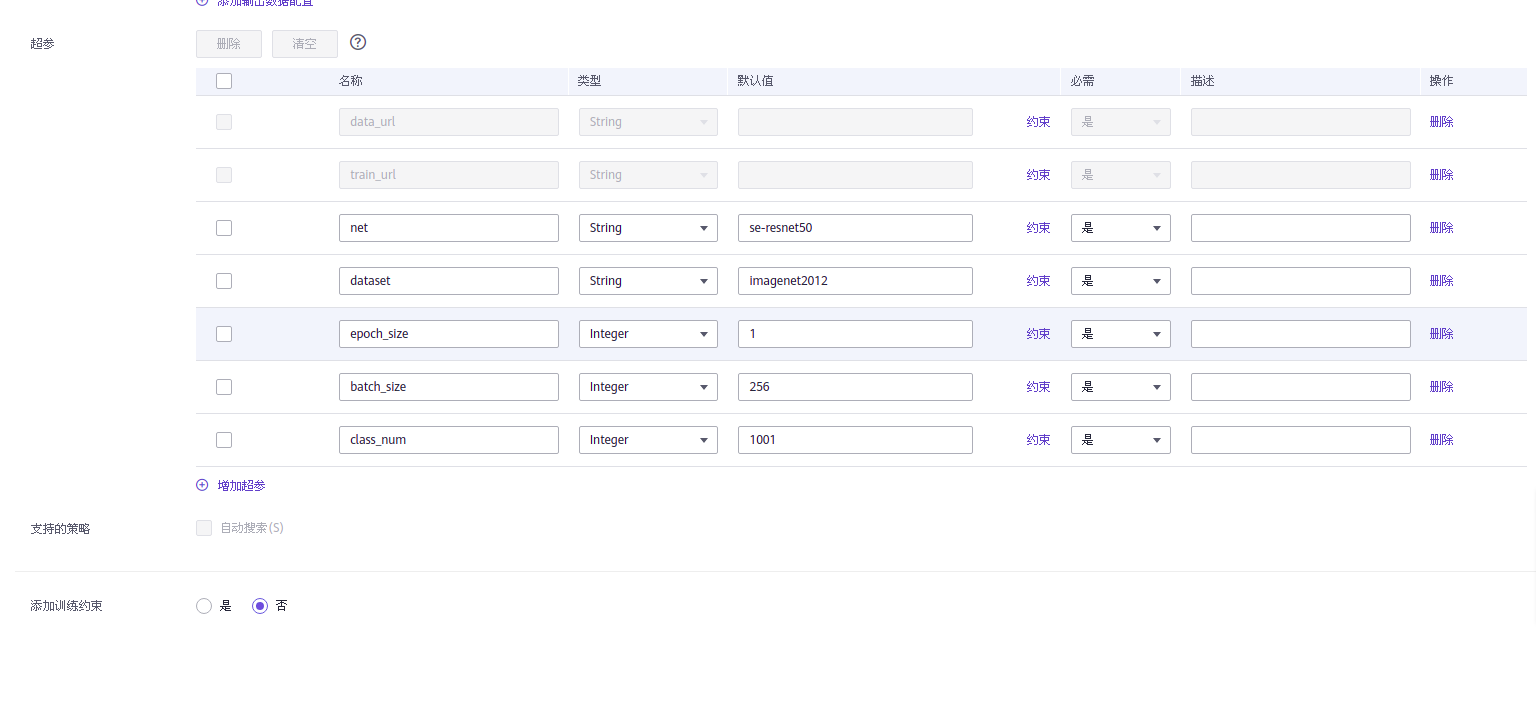 添加输出数据配置
超参 删除 清空
名称 类型 默认值 必需 描述 操作
data_url String 约束 是 删除
train_url String 约束 是 删除
net String se-resnet50 约束 是 删除
dataset String imagenet2012 约束 是 删除
epoch_size Integer 1 约束 是 删除
batch_size Integer 256 约束 是 删除
class_num Integer 1001 约束 是 删除
增加超参
支持的策略 自动搜索(S)
添加训练约束 是 否